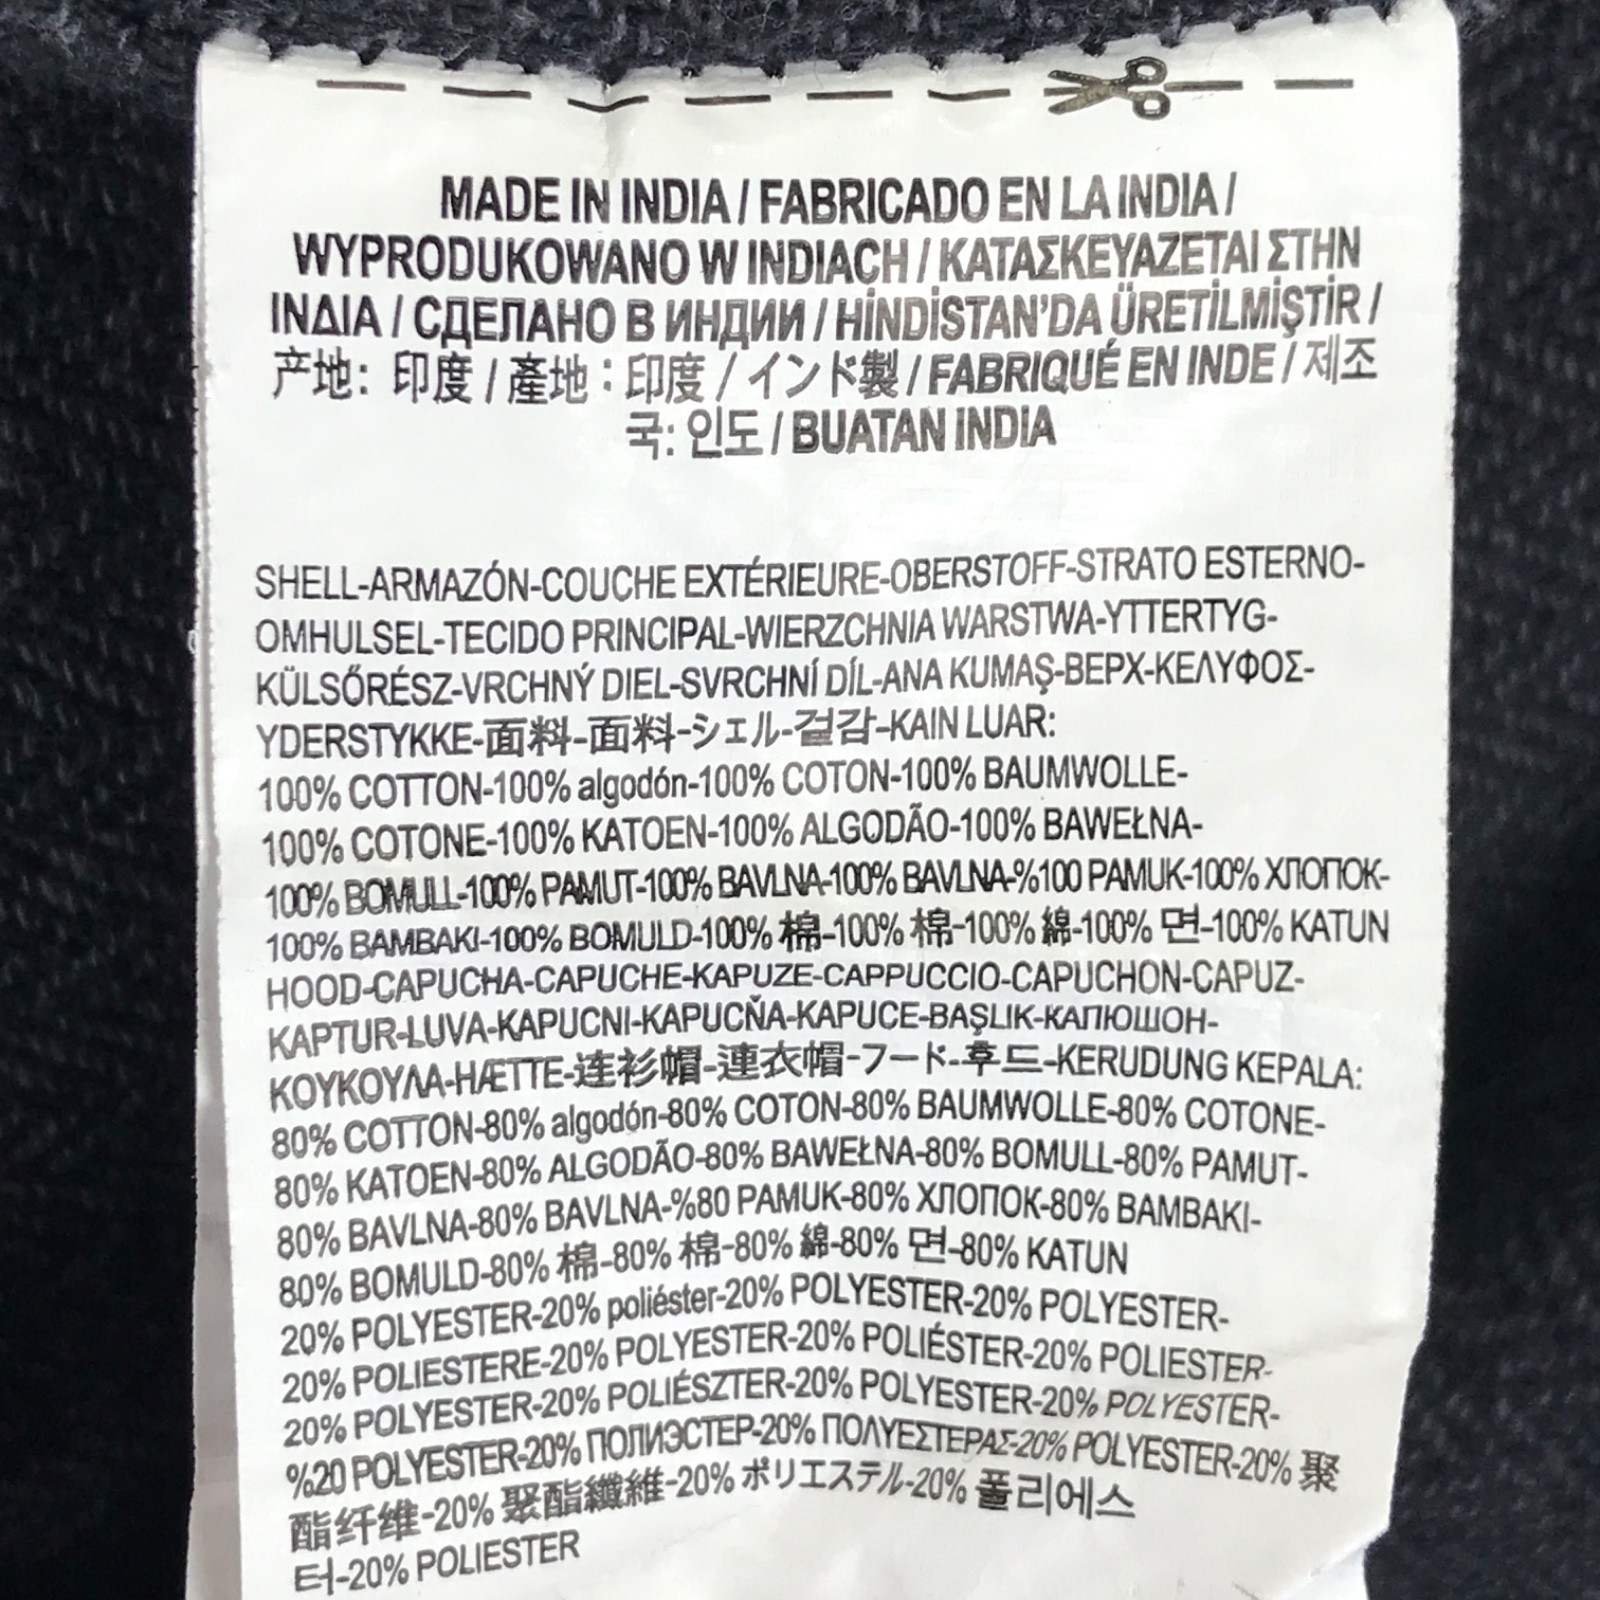 MADE IN INDIA / FABRICADO EN LA INDIA /
WYPRODUKOWANO W INDIACH / ΚΑΤΑΣΚΕΥΑΖΕΤΑΙ ΣΤΗΝ
ΙΝΔΙΑ / СДЕЛАНО В ИНДИИ / HİNDİSTAN'DA ÜRETİLMİŞTİR /
产地: 印度 / 產地：印度 / インド製 / FABRIQUÉ EN INDE / 제조
국: 인도 / BUATAN INDIA
SHELL-ARMAZÓN-COUCHE EXTÉRIEURE-OBERSTOFF-STRATO ESTERNO-
OMHULSEL-TECIDO PRINCIPAL-WIERZCHNIA WARSTWA-YTTERTYG-
KÜLSŐRÉSZ-VRCHNÝ DIEL-SVRCHNÍ DÍL-ANA KUMAŞ-ВЕРХ-ΚΕΛΥΦΟΣ-
YDERSTYKKE-面料-面料-シェル-겉감-KAIN LUAR:
100% COTTON-100% algodón-100% COTON-100% BAUMWOLLE-
100% COTONE-100% KATOEN-100% ALGODÃO-100% BAWEŁNA-
100% BOMULL-100% PAMUT-100% BAVLNA-100% BAVLNA-%100 PAMUK-100% ХЛОПОК-
100% ΒΑΜΒΑΚΙ-100% BOMULD-100% 棉-100% 棉-100% 綿-100% 면-100% KATUN
HOOD-CAPUCHA-CAPUCHE-KAPUZE-CAPPUCCIO-CAPUCHON-CAPUZ-
KAPTUR-LUVA-KAPUCNI-KAPUCŇA-KAPUCE-BAŞLIK-КАПЮШОН-
ΚΟΥΚΟΥΛΑ-HÆTTE-连衫帽-連衣帽-フード-후드-KERUDUNG KEPALA:
80% COTTON-80% algodón-80% COTON-80% BAUMWOLLE-80% COTONE-
80% KATOEN-80% ALGODÃO-80% BAWEŁNA-80% BOMULL-80% PAMUT-
80% BAVLNA-80% BAVLNA-%80 PAMUK-80% ХЛОПОК-80% ΒΑΜΒΑΚΙ-
80% BOMULD-80% 棉-80% 棉-80% 綿-80% 면-80% KATUN
20% POLYESTER-20% poliéster-20% POLYESTER-20% POLYESTER-
20% POLIESTERE-20% POLYESTER-20% POLIÉSTER-20% POLIESTER-
20% POLYESTER-20% POLIÉSZTER-20% POLYESTER-20% POLYESTER-
%20 POLYESTER-20% ПОЛИЭСТЕР-20% ΠΟΛΥΕΣΤΕΡΑΣ-20% POLYESTER-20% 聚
酯纤维-20% 聚酯纖維-20% ポリエステル-20% 폴리에스
터-20% POLIESTER